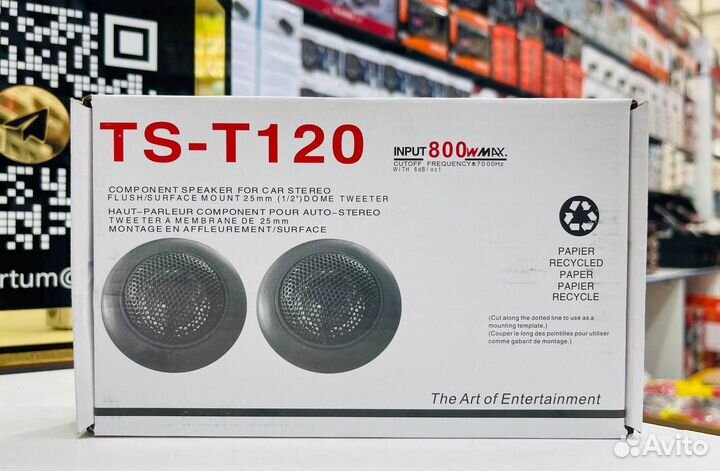 TS-T120
INPUT 800WMAX.
CUTOFF FREQUENCY:7000Hz
WITH 6dB/oct
COMPONENT SPEAKER FOR CAR STEREO
FLUSH/SURFACE MOUNT 25mm (1/2")DOME TWEETER
HAUT-PARLEUR COMPONENT POUR AUTO-STEREO
TWEETER A MEMBRANE DE 25mm
MONTAGE EN AFFLEUREMENT/SURFACE
PAPIER
RECYCLED
PAPER
PAPIER
RECYCLE
(Cut along the dotted line to use as a
mounting template.)
(Couper le long des pointilles pour utiliser
comme gabarit de montage.)
The Art of Entertainment
rtum@
Avito